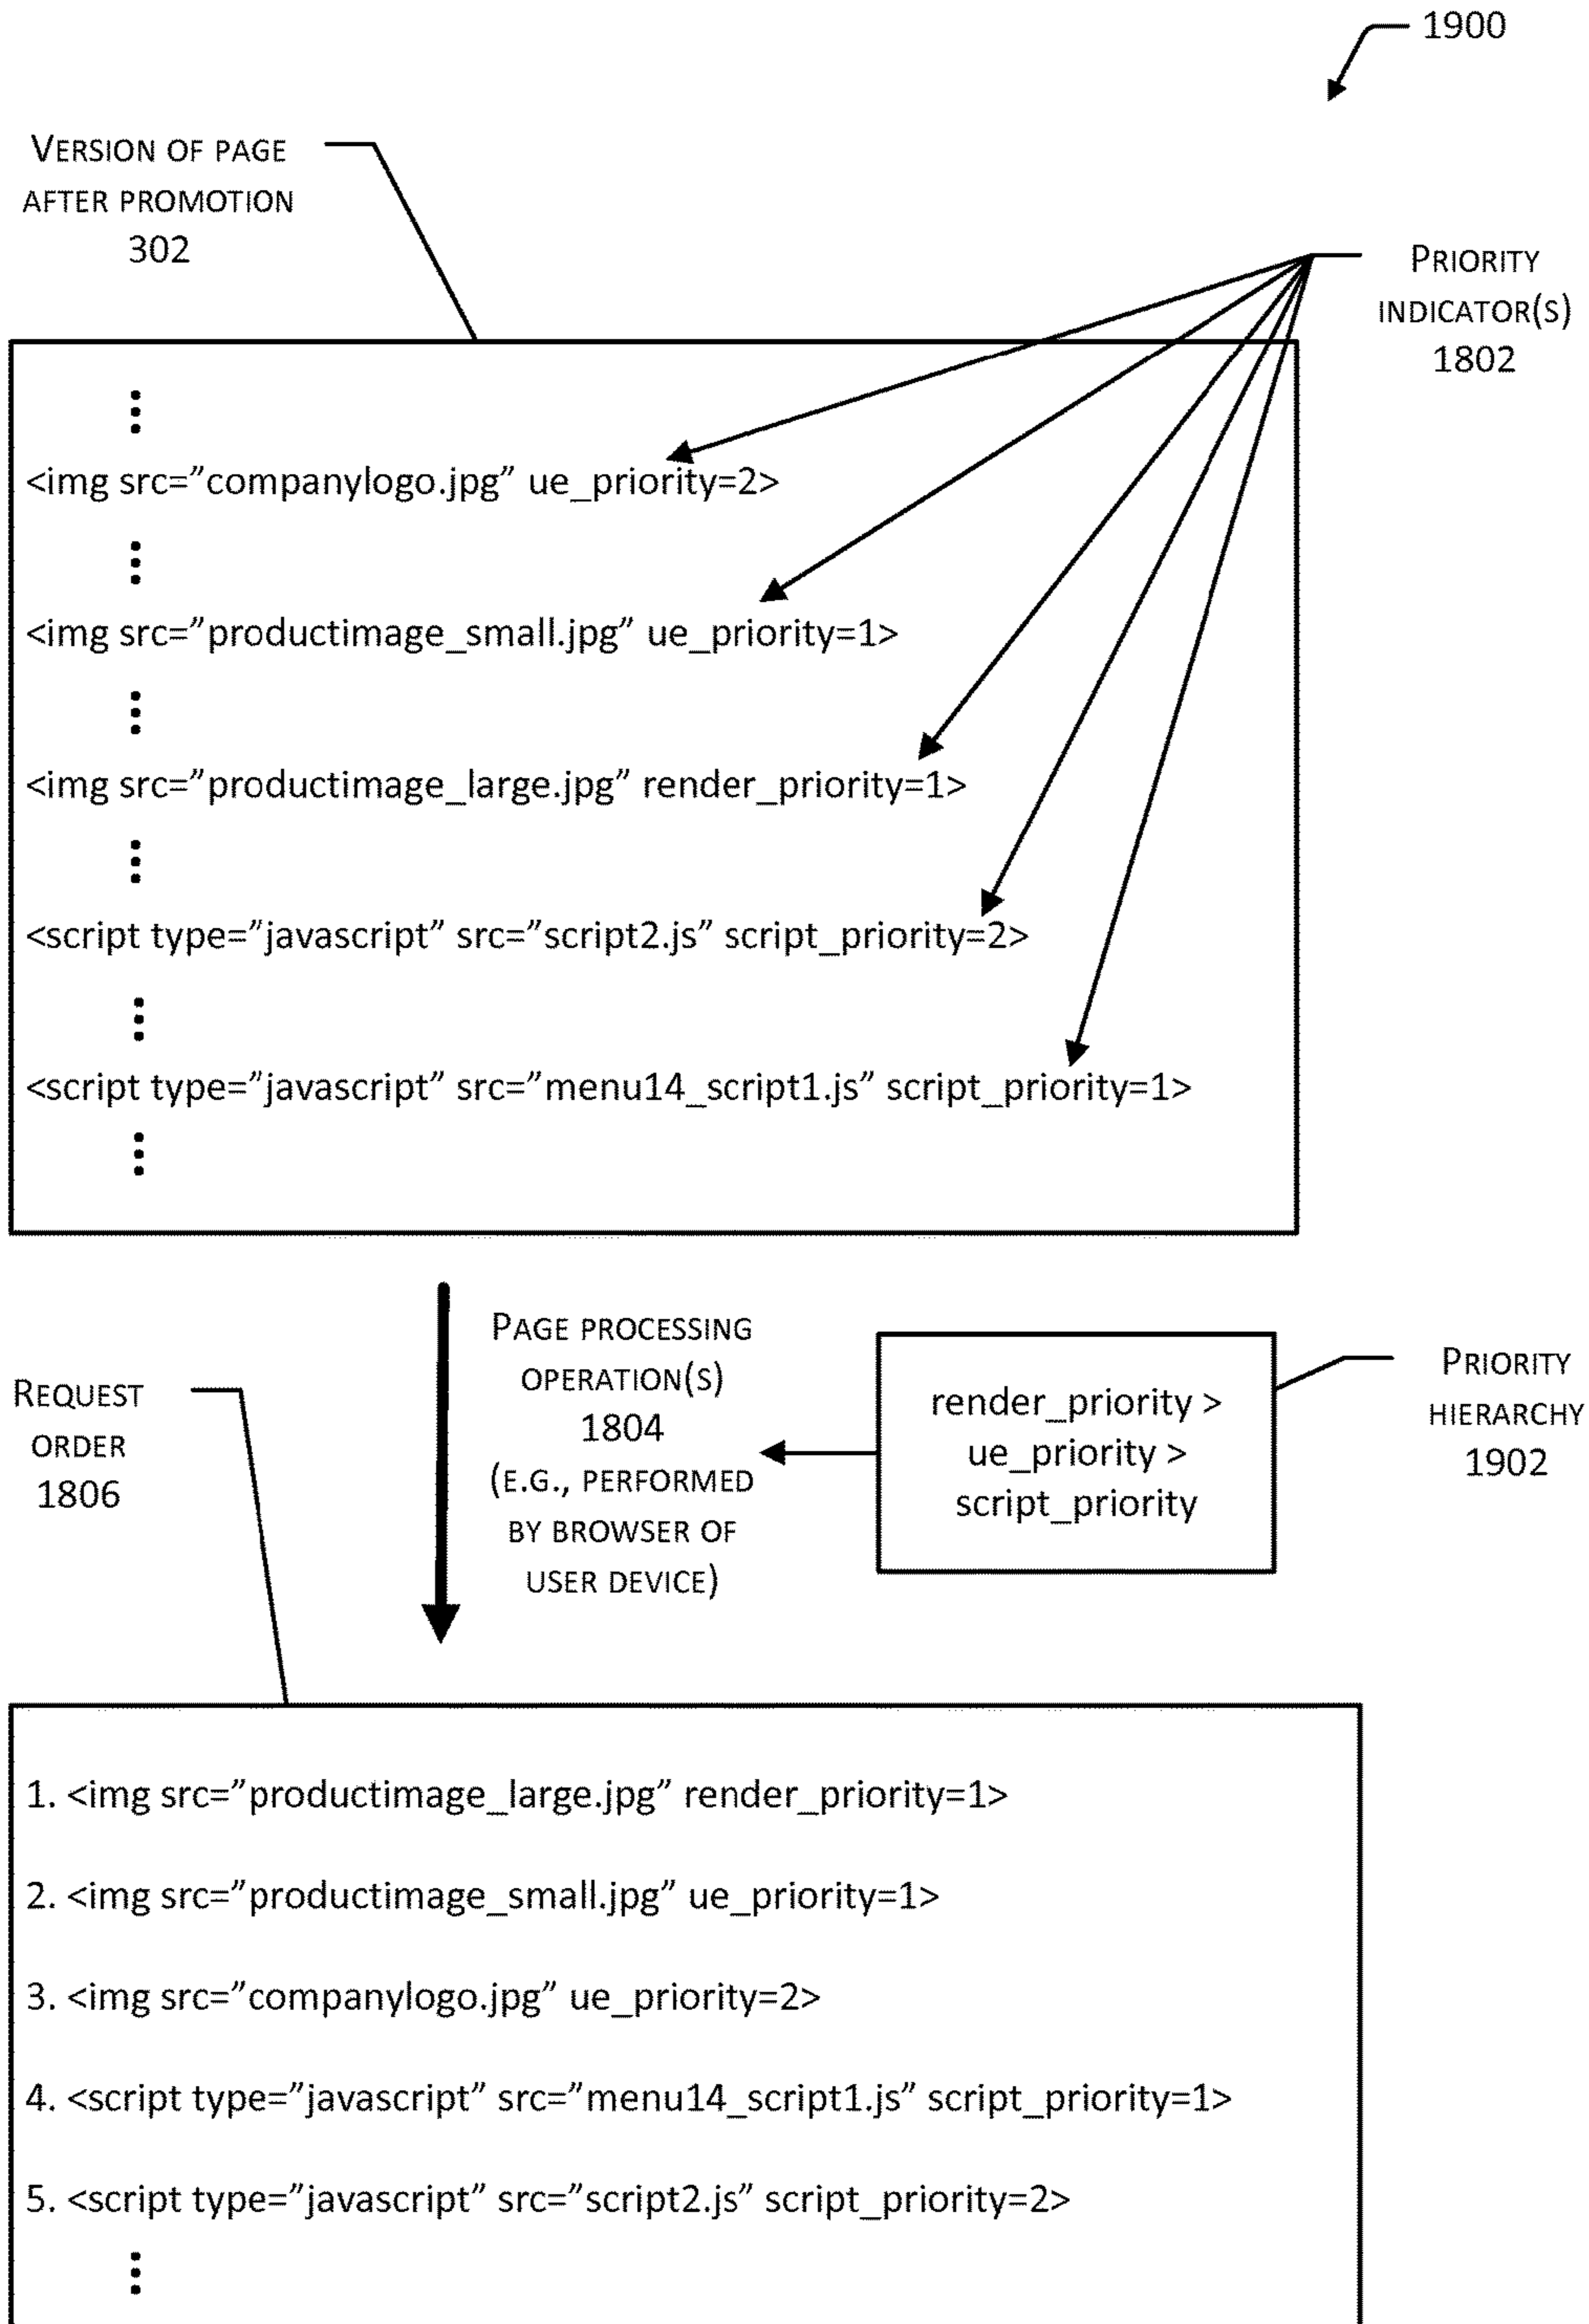 1900
VERSION OF PAGE
AFTER PROMOTION
302
PRIORITY
INDICATOR(S)
1802
<img src=”companylogo.jpg” ue_priority=2>
<img src=”productimage_small.jpg” ue_priority=1>
<img src=”productimage_large.jpg” render_priority=1>
<script type=”javascript” src=”script2.js” script_priority=2>
<script type=”javascript” src=”menu14_script1.js” script_priority=1>
PAGE PROCESSING
OPERATION(S)
1804
(E.G., PERFORMED
BY BROWSER OF
USER DEVICE)
render_priority >
ue_priority >
script_priority
PRIORITY
HIERARCHY
1902
REQUEST
ORDER
1806
1. <img src=”productimage_large.jpg” render_priority=1>
2. <img src=”productimage_small.jpg” ue_priority=1>
3. <img src=”companylogo.jpg” ue_priority=2>
4. <script type=”javascript” src=”menu14_script1.js” script_priority=1>
5. <script type=”javascript” src=”script2.js” script_priority=2>